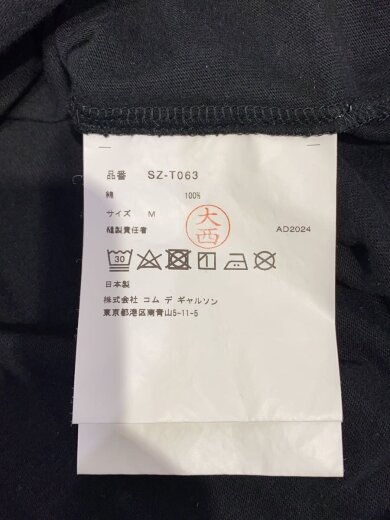 品番 SZ-T063
綿 100%
サイズ M
縫製責任者 大西 AD2024
30
日本製
株式会社 コム デ ギャルソン
東京都港区南青山5-11-5